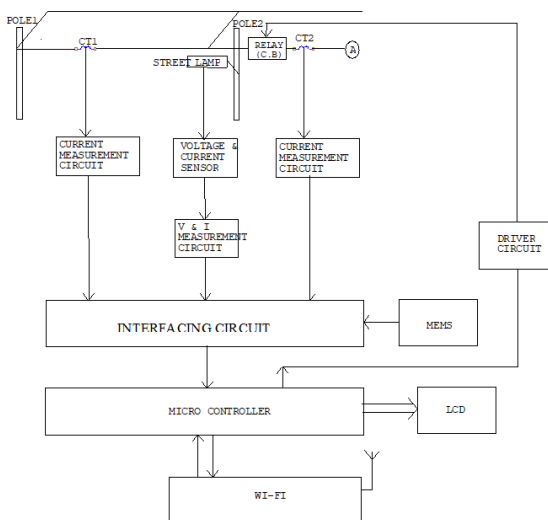 POLE1
POLE2
CT1
RELAY
(C.B)
CT2
A
STREET LAMP
CURRENT
MEASUREMENT
CIRCUIT
VOLTAGE &
CURRENT
SENSOR
CURRENT
MEASUREMENT
CIRCUIT
V & I
MEASUREMENT
CIRCUIT
DRIVER
CIRCUIT
INTERFACING CIRCUIT
MEMS
MICRO CONTROLLER
LCD
WI-FI